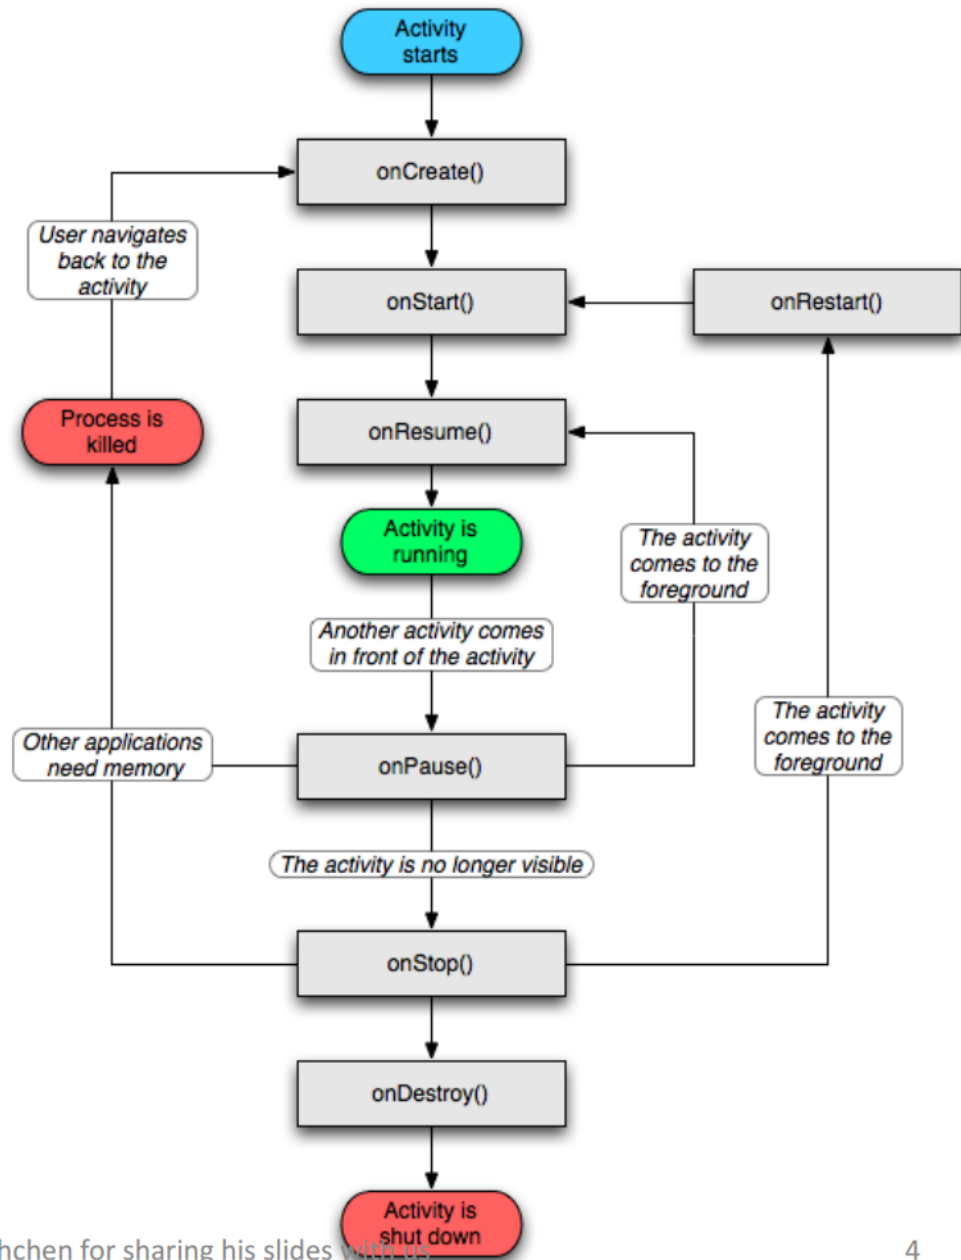 Activity
starts
onCreate()
User navigates
back to the
activity
onStart()
onRestart()
Process is
killed
onResume()
Activity is
running
The activity
comes to the
foreground
Another activity comes
in front of the activity
The activity
comes to the
foreground
Other applications
need memory
onPause()
The activity is no longer visible
onStop()
onDestroy()
Activity is
shut down
for sharing his slides with us
4